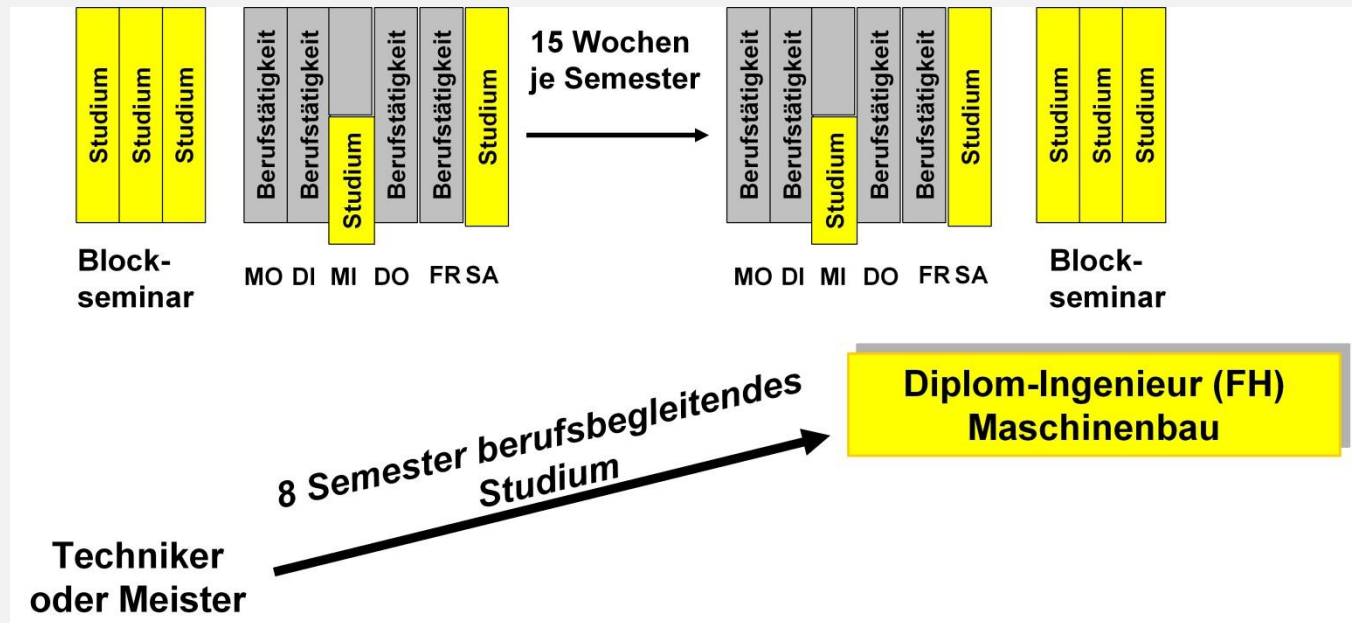 Studium
Studium
Studium
Berufstätigkeit
Berufstätigkeit
Studium
Berufstätigkeit
Berufstätigkeit
Studium
15 Wochen
je Semester
Berufstätigkeit
Berufstätigkeit
Studium
Berufstätigkeit
Berufstätigkeit
Studium
Studium
Studium
Studium
Block-
seminar
MO DI MI DO FR SA
MO DI MI DO FR SA
Block-
seminar
8 Semester berufsbegleitendes
Studium
Diplom-Ingenieur (FH)
Maschinenbau
Techniker
oder Meister